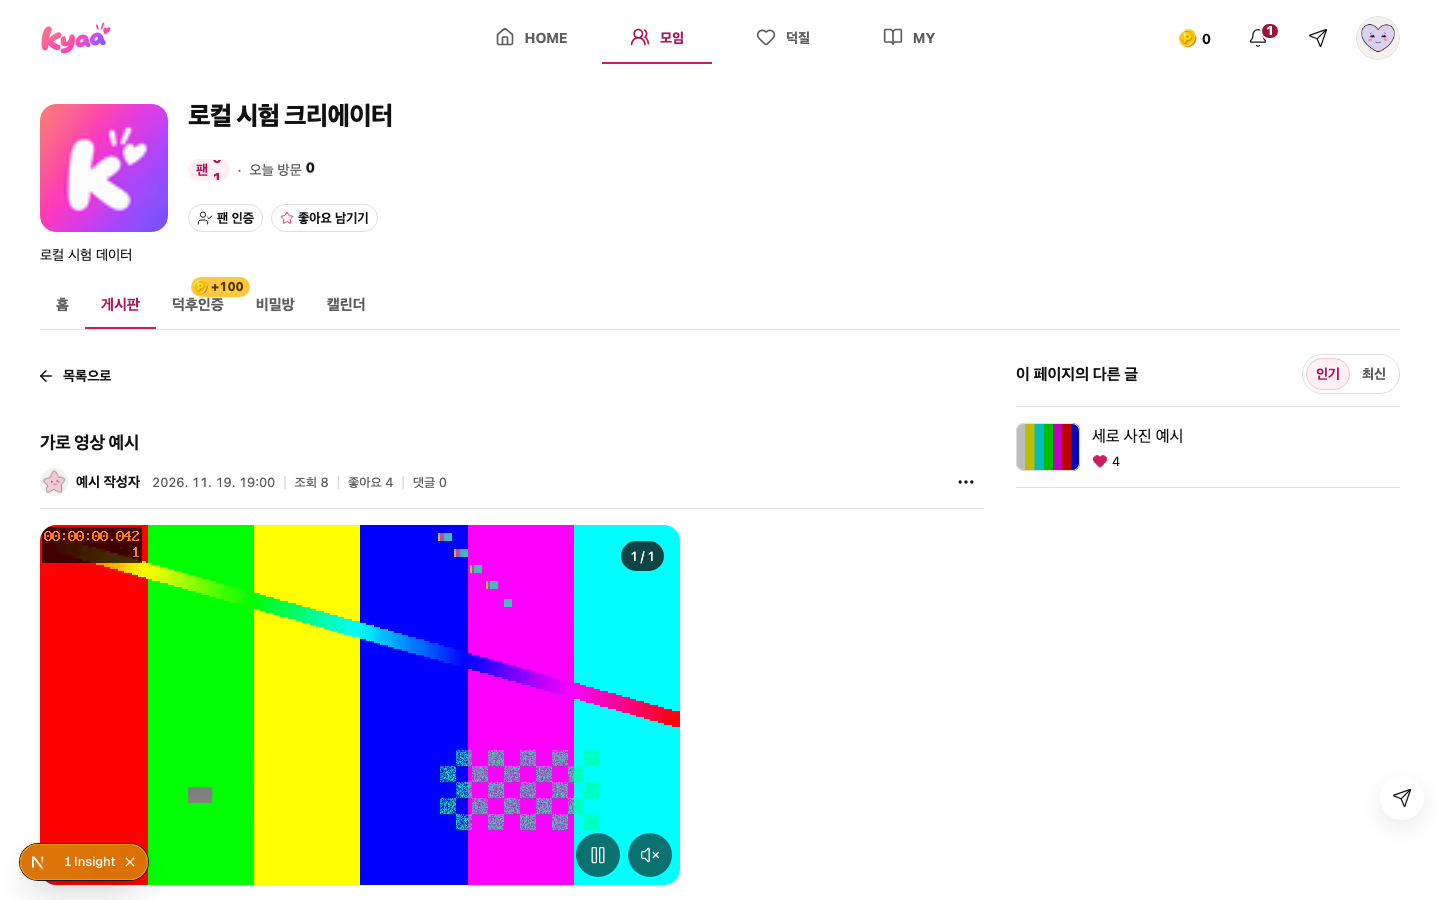 kyaa
HOME
모임
덕질
MY
0
1
로컬 시험 크리에이터
팬
1
· 오늘 방문 0
팬 인증
좋아요 남기기
로컬 시험 데이터
+100
홈
게시판
덕후인증
비밀방
캘린더
목록으로
이 페이지의 다른 글
인기
최신
세로 사진 예시
4
가로 영상 예시
예시 작성자 2026. 11. 19. 19:00 | 조회 8 | 좋아요 4 | 댓글 0
00:00:00.042
1
1 / 1
1 Insight